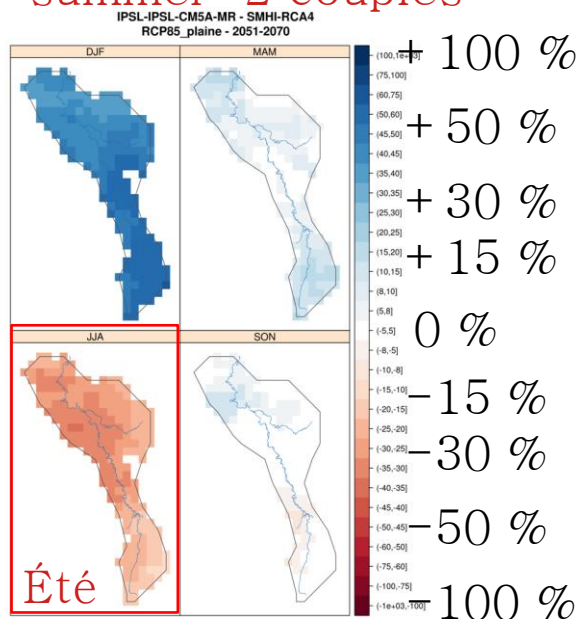 summer 2 couples
IPSL-IPSL-CM5A-MR - SMHI-RCA4
RCP85_plaine - 2051-2070
DJF
MAM
JJA
SON
Été
(100,1e+03]
(75,100]
(60,75]
(50,60]
(45,50]
(40,45]
(35,40]
(30,35]
(25,30]
(20,25]
(15,20]
(10,15]
(8,10]
(5,8]
(-5,5]
(-8,-5]
(-10,-8]
(-15,-10]
(-20,-15]
(-25,-20]
(-30,-25]
(-35,-30]
(-40,-35]
(-45,-40]
(-50,-45]
(-60,-50]
(-75,-60]
(-100,-75]
(-1e+03,-100]
+ 100 %
+ 50 %
+ 30 %
+ 15 %
0 %
-15 %
-30 %
-50 %
-100 %